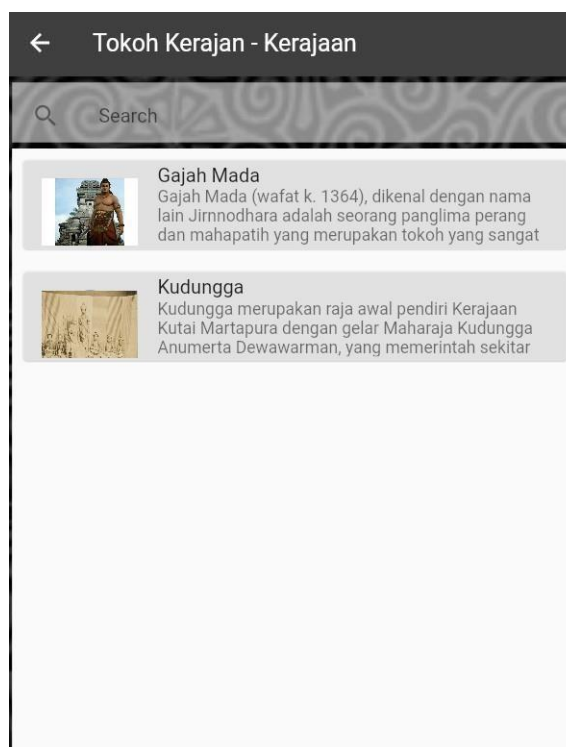 Tokoh Kerajan - Kerajaan
Search
Gajah Mada
Gajah Mada (wafat k. 1364), dikenal dengan nama
lain Jirnnodhara adalah seorang panglima perang
dan mahapatih yang merupakan tokoh yang sangat
Kudungga
Kudungga merupakan raja awal pendiri Kerajaan
Kutai Martapura dengan gelar Maharaja Kudungga
Anumerta Dewawarman, yang memerintah sekitar